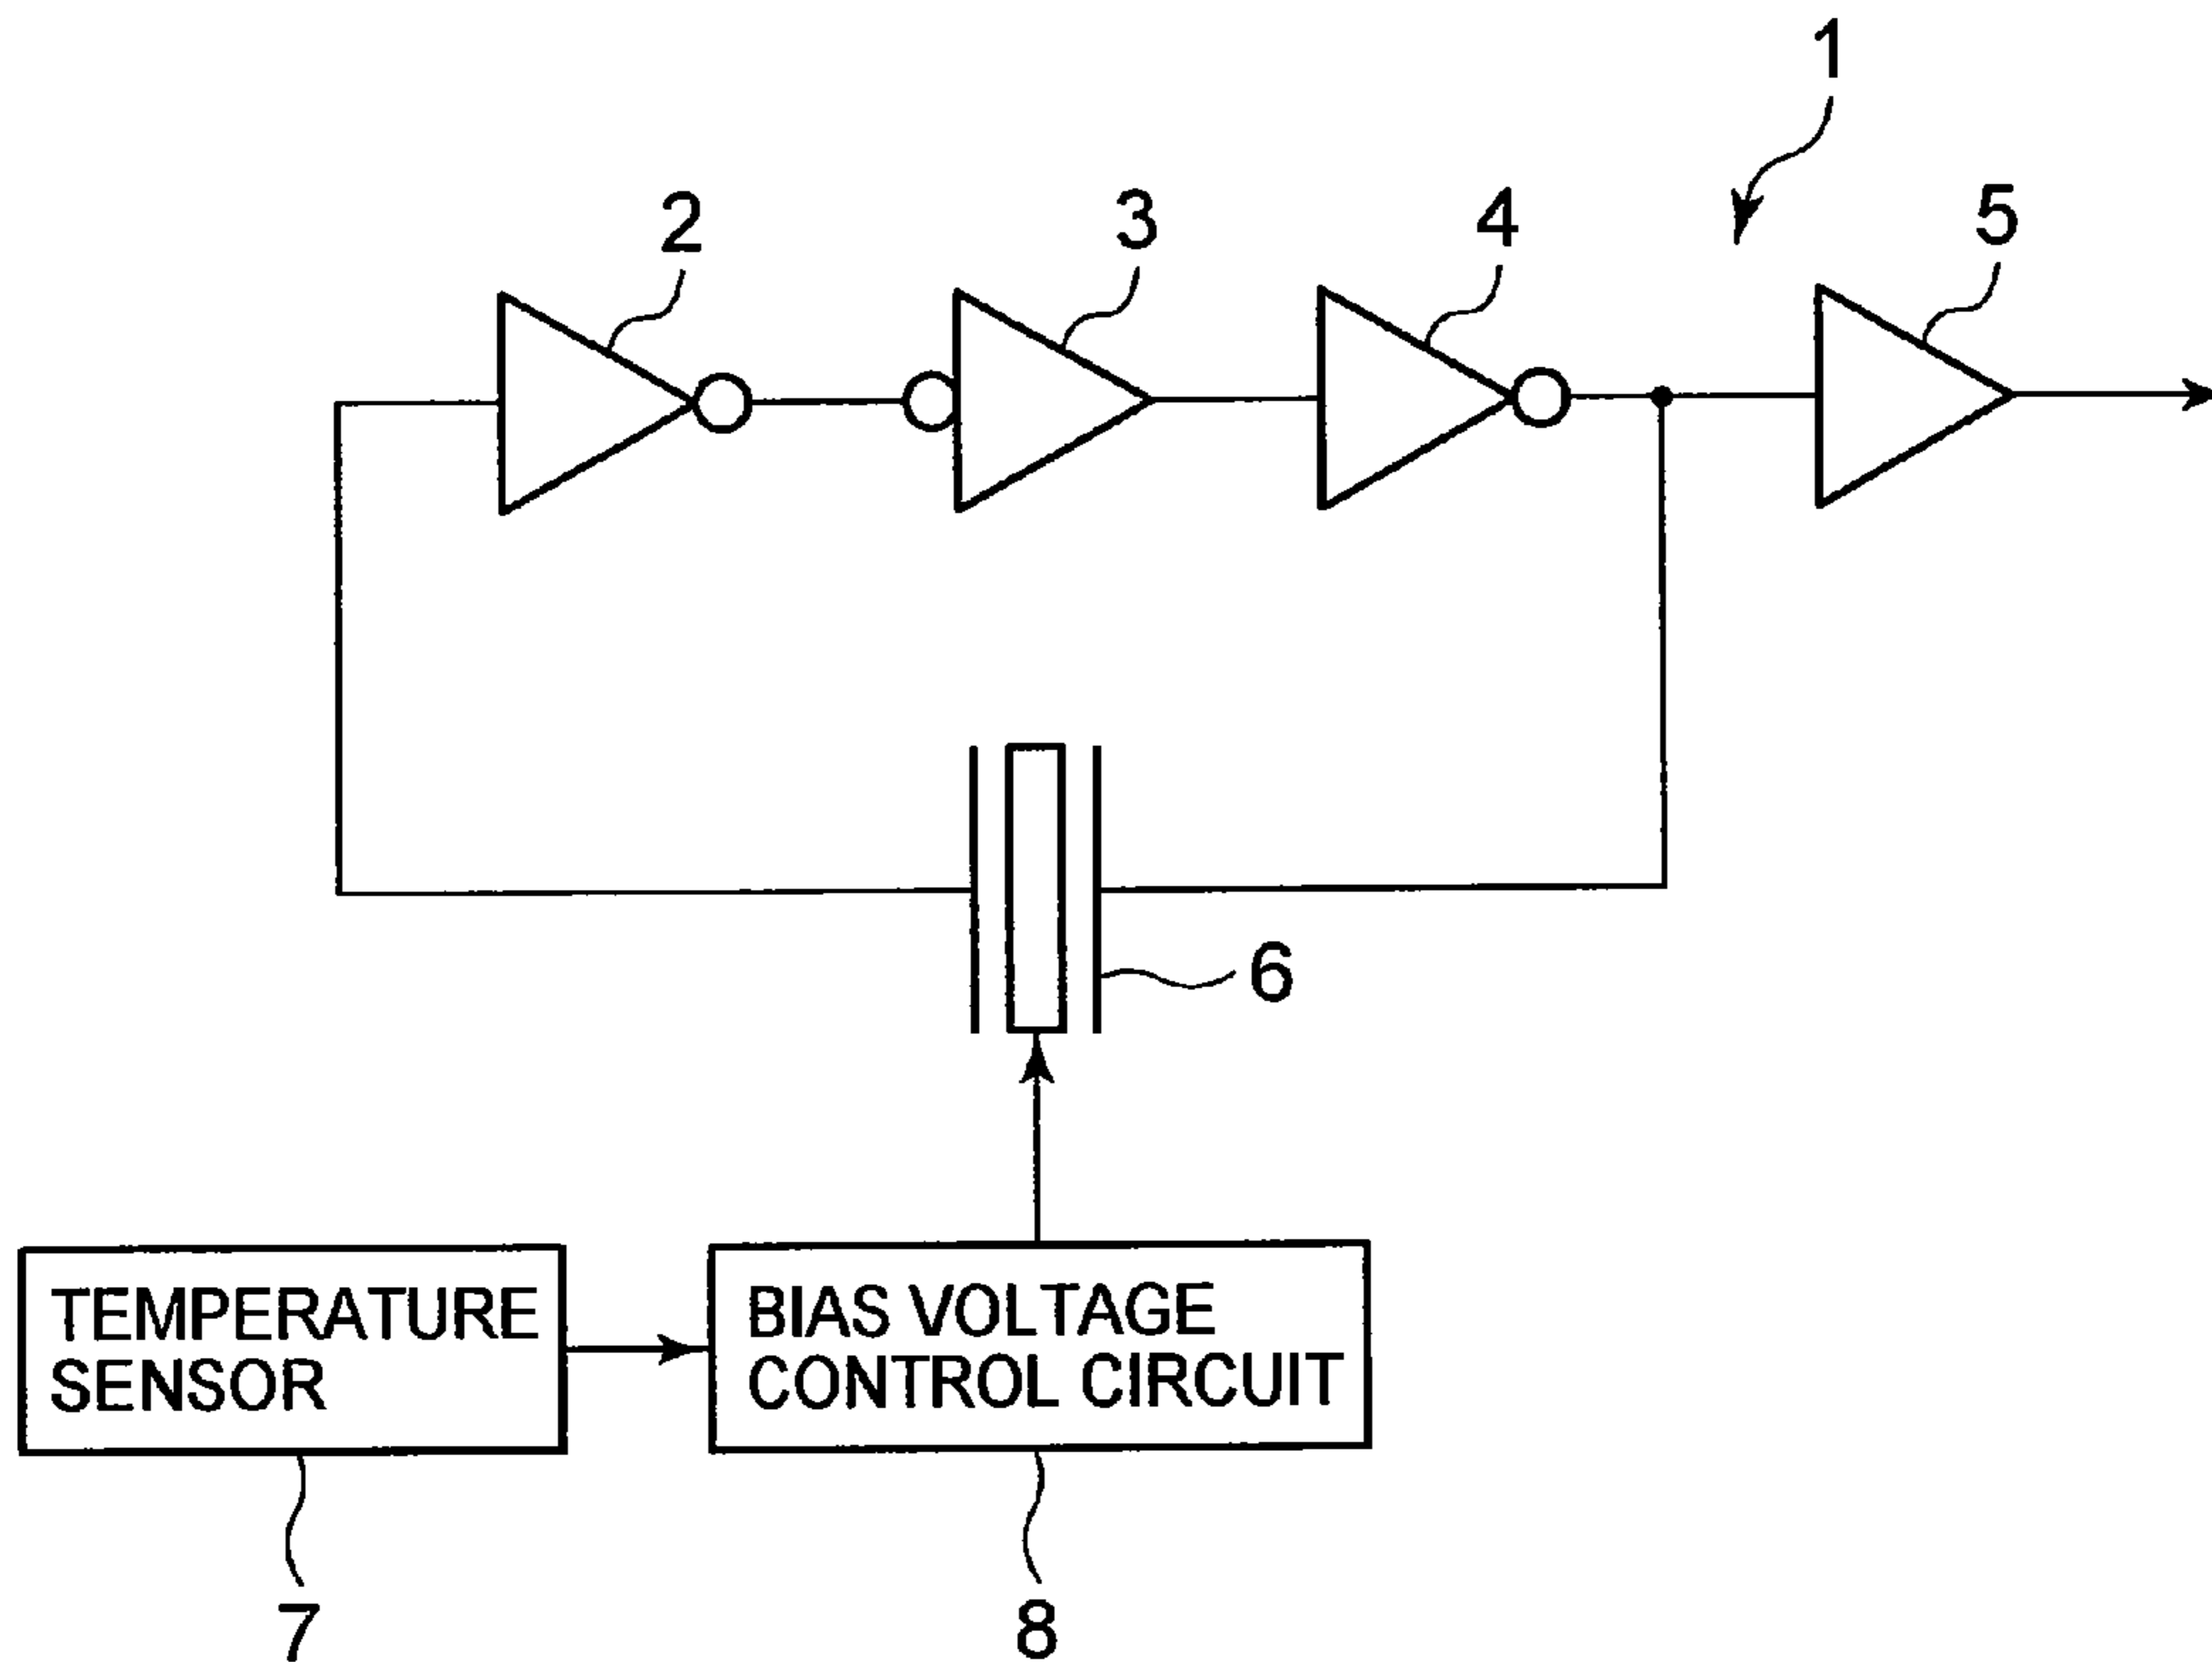 1
2
3
4
5
6
TEMPERATURE
SENSOR
BIAS VOLTAGE
CONTROL CIRCUIT
7
8